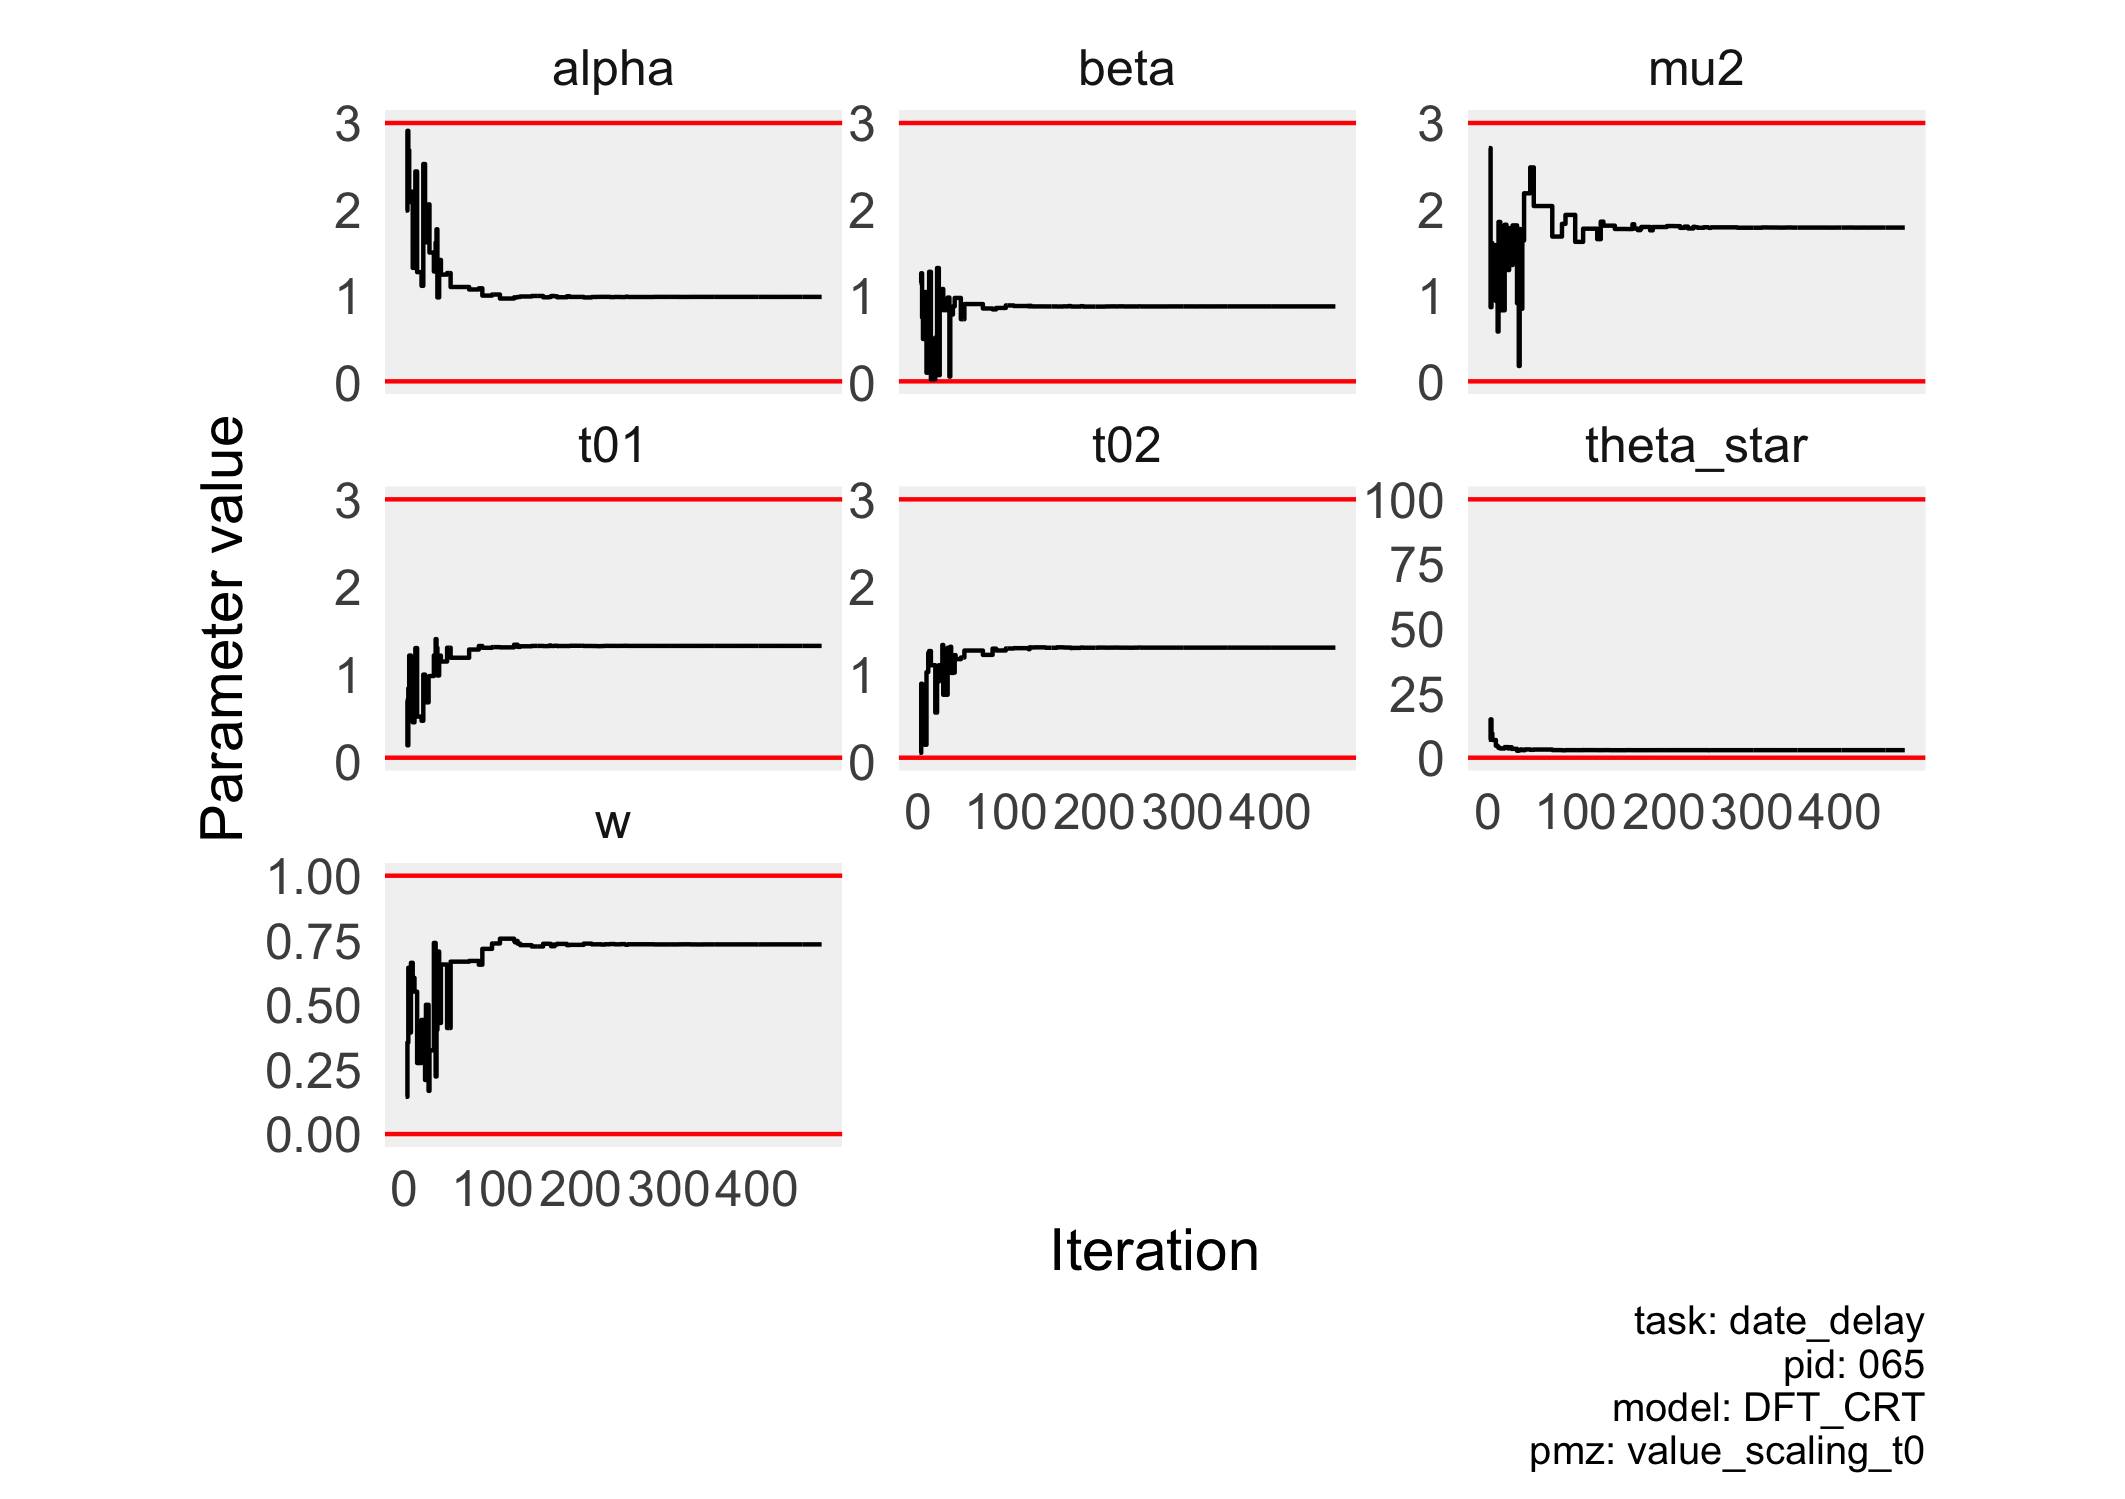 alpha
beta
mu2
3
2
1
0
3
2
1
0
3
2
1
0
t01
t02
theta_star
3
2
1
0
3
2
1
0
100
75
50
25
0
0 100 200 300 400
0 100 200 300 400
w
1.00
0.75
0.50
0.25
0.00
0 100 200 300 400
Parameter value
Iteration
task: date_delay
pid: 065
model: DFT_CRT
pmz: value_scaling_t0